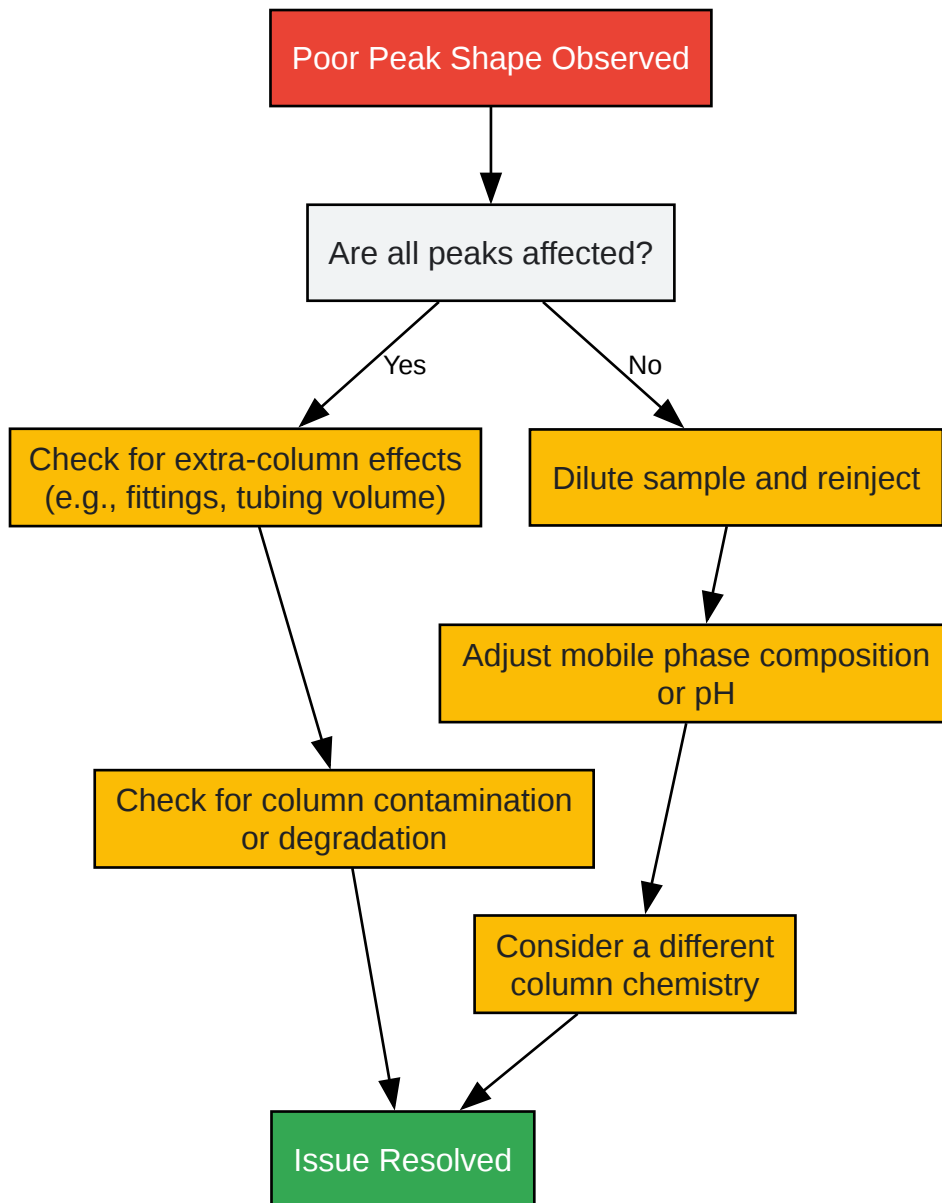 Poor Peak Shape Observed
Are all peaks affected?
Yes
No
Check for extra-column effects
(e.g., fittings, tubing volume)
Dilute sample and reinject
Adjust mobile phase composition
or pH
Check for column contamination
or degradation
Consider a different
column chemistry
Issue Resolved